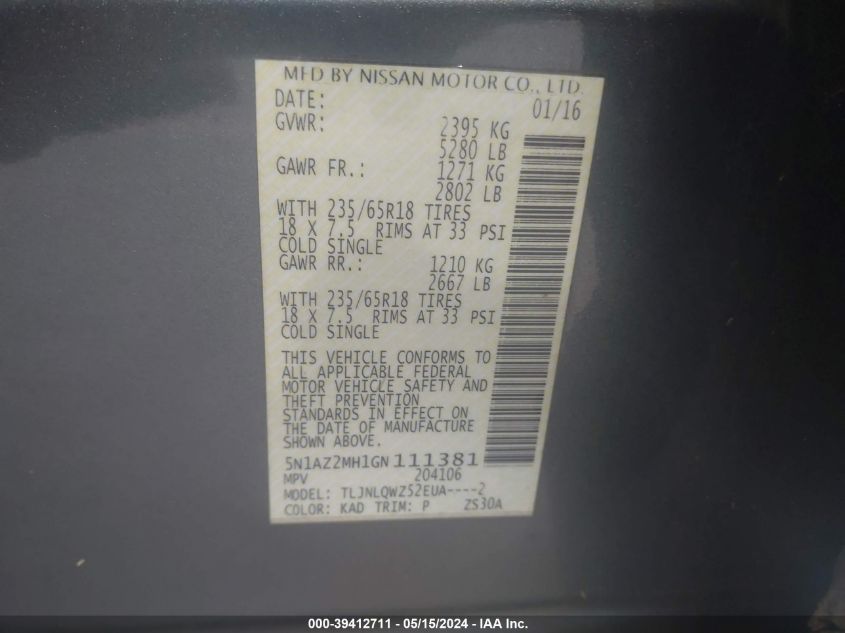 MFD BY NISSAN MOTOR CO., LTD.
DATE: 01/16
GVWR: 2395 KG
5280 LB
GAWR FR.: 1271 KG
2802 LB
WITH 235/65R18 TIRES
18 X 7.5 RIMS AT 33 PSI
COLD SINGLE
GAWR RR.: 1210 KG
2667 LB
WITH 235/65R18 TIRES
18 X 7.5 RIMS AT 33 PSI
COLD SINGLE
THIS VEHICLE CONFORMS TO
ALL APPLICABLE FEDERAL
MOTOR VEHICLE SAFETY AND
THEFT PREVENTION
STANDARDS IN EFFECT ON
THE DATE OF MANUFACTURE
SHOWN ABOVE.
5N1AZ2MH1GN111381
MPV 204106
MODEL: TLJNLQWZ52EUA----2
COLOR: KAD TRIM: P ZS30A
000-39412711 - 05/15/2024 - IAA Inc.